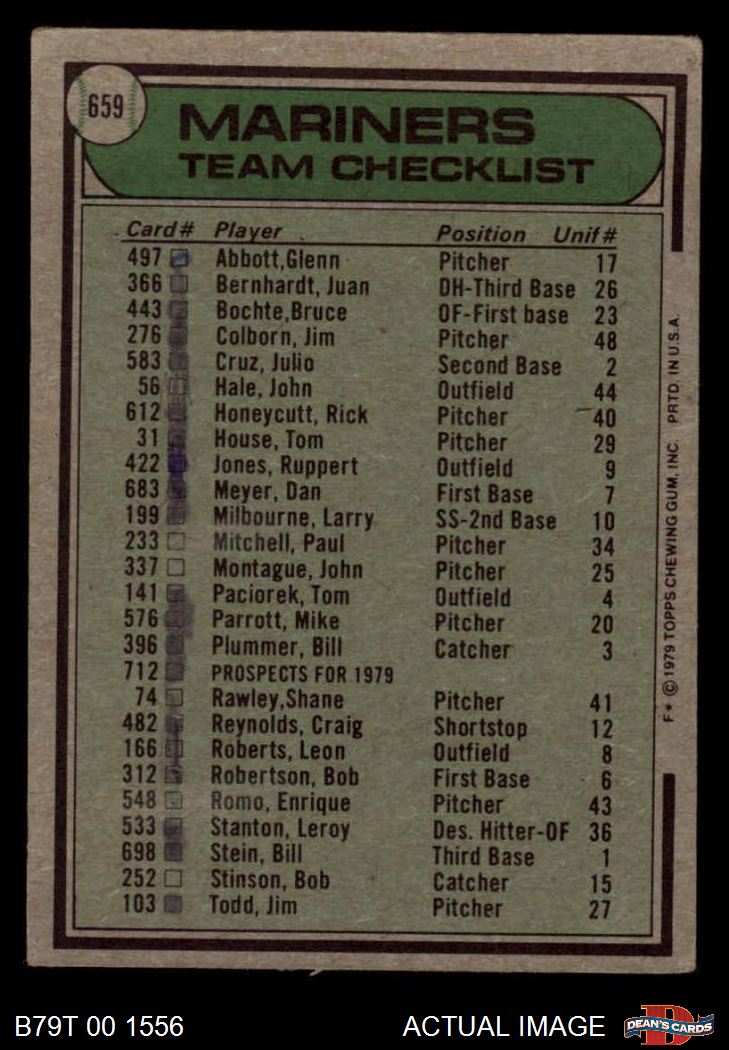 659
MARINERS
TEAM CHECKLIST
Card# Player Position Unif#
497 Abbott,Glenn Pitcher 17
366 Bernhardt, Juan DH-Third Base 26
443 Bochte,Bruce OF-First base 23
276 Colborn, Jim Pitcher 48
583 Cruz, Julio Second Base 2
56 Hale, John Outfield 44
612 Honeycutt, Rick Pitcher 40
31 House, Tom Pitcher 29
422 Jones, Ruppert Outfield 9
683 Meyer, Dan First Base 7
199 Milbourne, Larry SS-2nd Base 10
233 Mitchell, Paul Pitcher 34
337 Montague, John Pitcher 25
141 Paciorek, Tom Outfield 4
576 Parrott, Mike Pitcher 20
396 Plummer, Bill Catcher 3
712 PROSPECTS FOR 1979
74 Rawley,Shane Pitcher 41
482 Reynolds, Craig Shortstop 12
166 Roberts, Leon Outfield 8
312 Robertson, Bob First Base 6
548 Romo, Enrique Pitcher 43
533 Stanton, Leroy Des. Hitter-OF 36
698 Stein, Bill Third Base 1
252 Stinson, Bob Catcher 15
103 Todd, Jim Pitcher 27
F* © 1979 TOPPS CHEWING GUM, INC. PRTD. IN U.S.A.
B79T 00 1556 ACTUAL IMAGE
DEAN'S CARDS